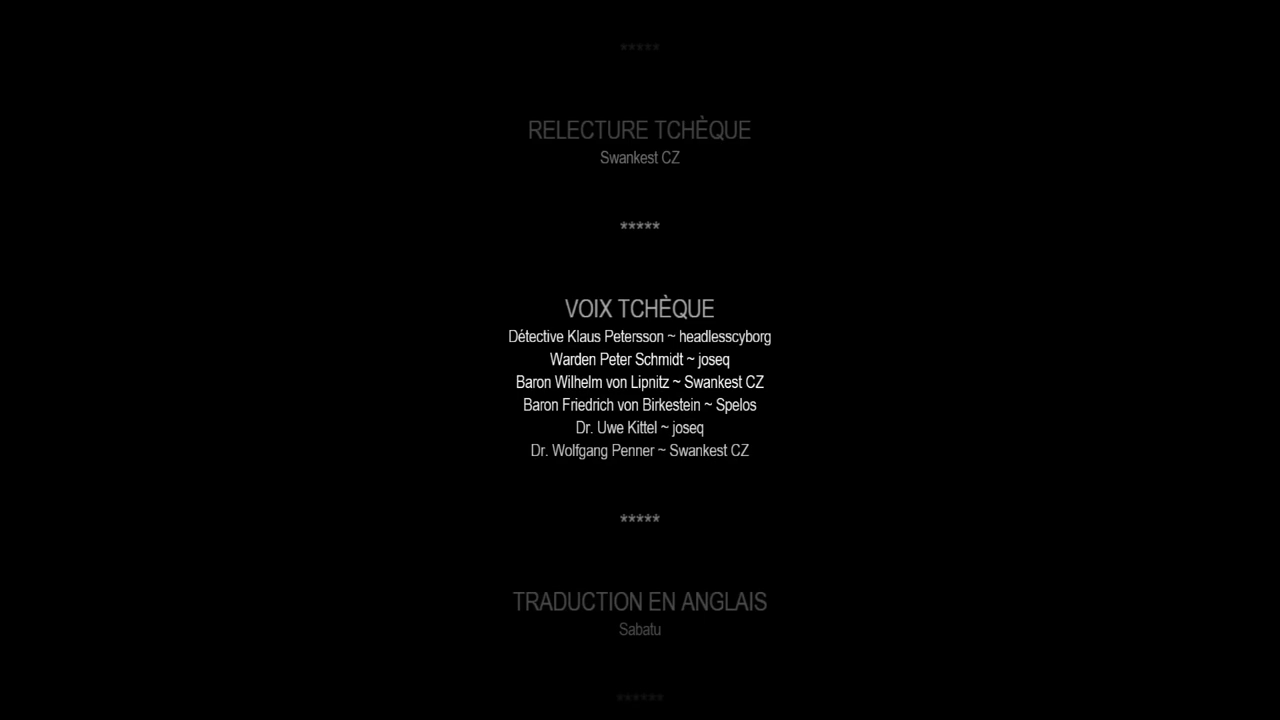 *****
RELECTURE TCHÈQUE
Swankest CZ
*****
VOIX TCHÈQUE
Détective Klaus Petersson ~ headlesscyborg
Warden Peter Schmidt ~ joseq
Baron Wilhelm von Lipnitz ~ Swankest CZ
Baron Friedrich von Birkestein ~ Spelos
Dr. Uwe Kittel ~ joseq
Dr. Wolfgang Penner ~ Swankest CZ
*****
TRADUCTION EN ANGLAIS
Sabatu
******